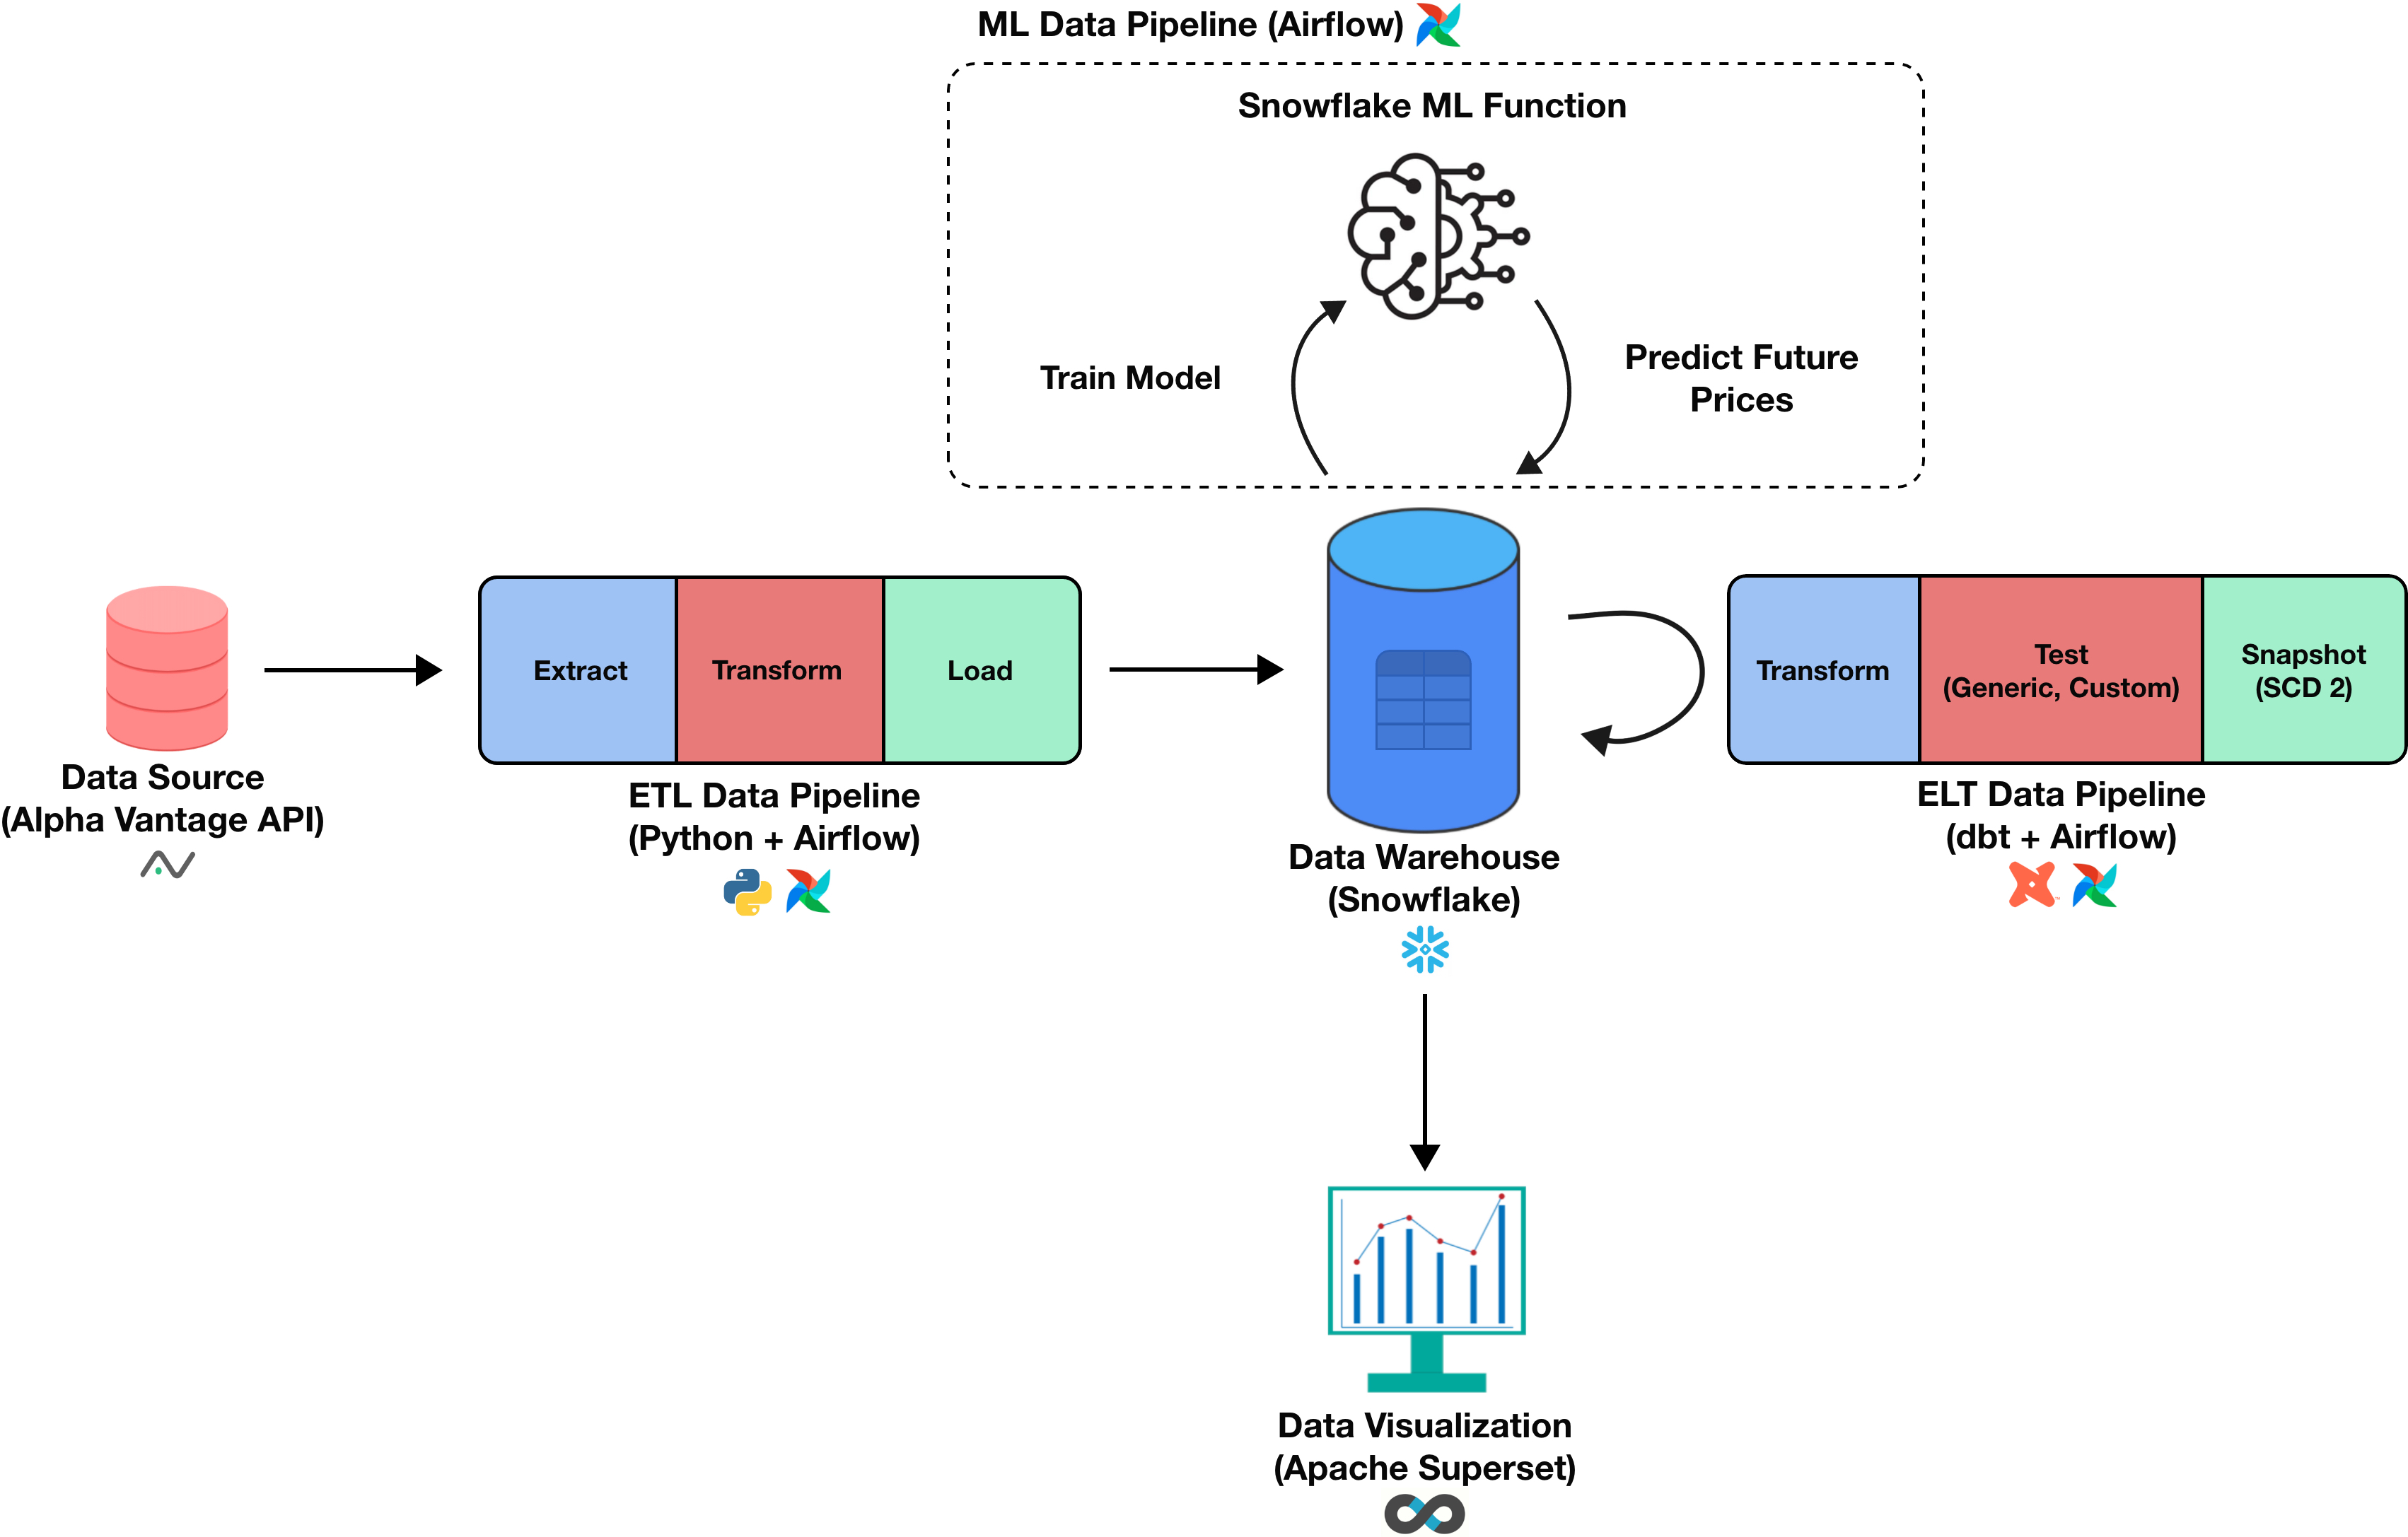 ML Data Pipeline (Airflow)
Snowflake ML Function
Train Model
Predict Future
Prices
Extract
Transform
Load
Transform
Test
(Generic, Custom)
Snapshot
(SCD 2)
Data Source
(Alpha Vantage API)
ETL Data Pipeline
(Python + Airflow)
Data Warehouse
(Snowflake)
ELT Data Pipeline
(dbt + Airflow)
Data Visualization
(Apache Superset)